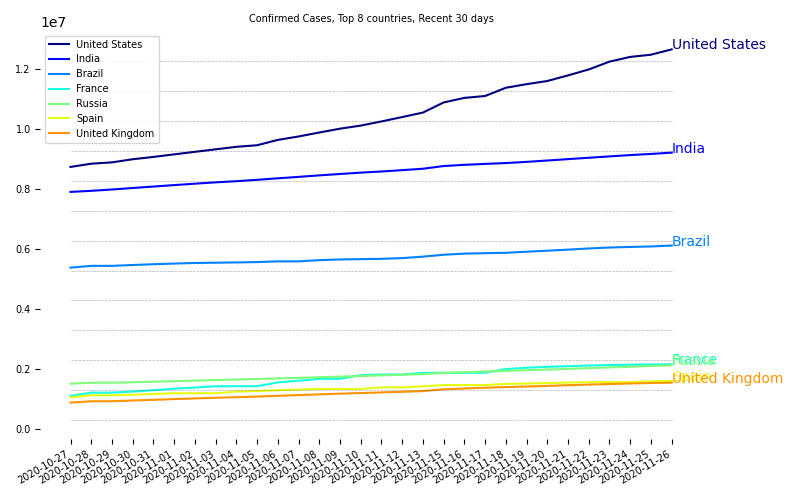 Confirmed Cases, Top 8 countries, Recent 30 days
1e7
United States
India
Brazil
France
Russia
Spain
United Kingdom
1.2
1.0
0.8
0.6
0.4
0.2
0.0
United States
India
Brazil
France
Russia
Spain
United Kingdom
2020-10-27
2020-10-28
2020-10-29
2020-10-30
2020-10-31
2020-11-01
2020-11-02
2020-11-03
2020-11-04
2020-11-05
2020-11-06
2020-11-07
2020-11-08
2020-11-09
2020-11-10
2020-11-11
2020-11-12
2020-11-13
2020-11-15
2020-11-16
2020-11-17
2020-11-18
2020-11-19
2020-11-20
2020-11-21
2020-11-22
2020-11-23
2020-11-24
2020-11-25
2020-11-26